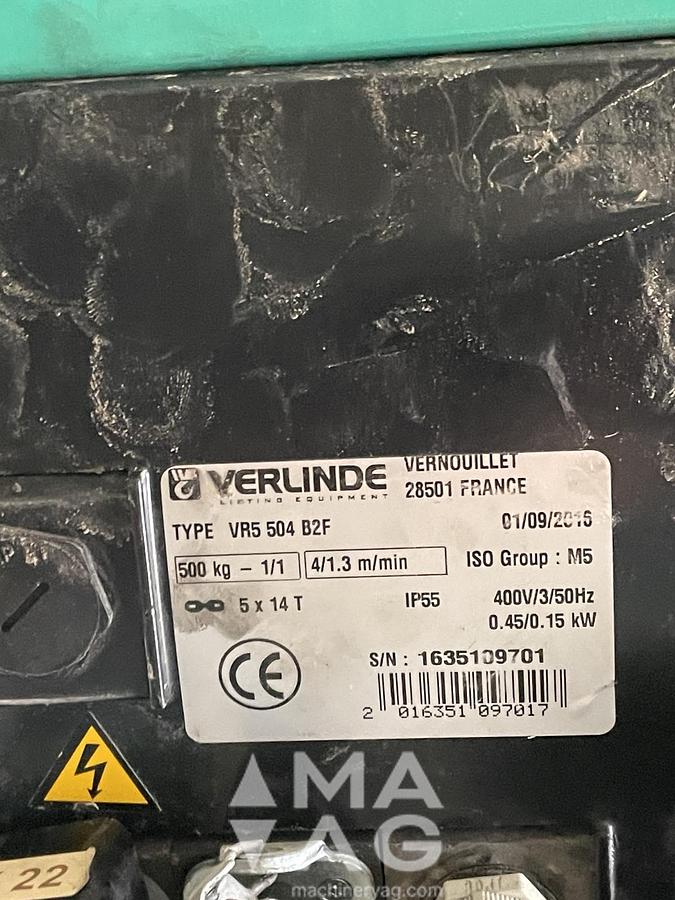 VERLINDE
LIFTING EQUIPMENT
VERNOUILLET
28501 FRANCE
TYPE VR5 504 B2F
01/09/2016
500 kg – 1/1
4/1.3 m/min
ISO Group : M5
5 x 14 T
IP55
400V/3/50Hz
0.45/0.15 kW
S/N : 1635109701
2 016351 097017
CE
22
MA
AG
machineryag.com